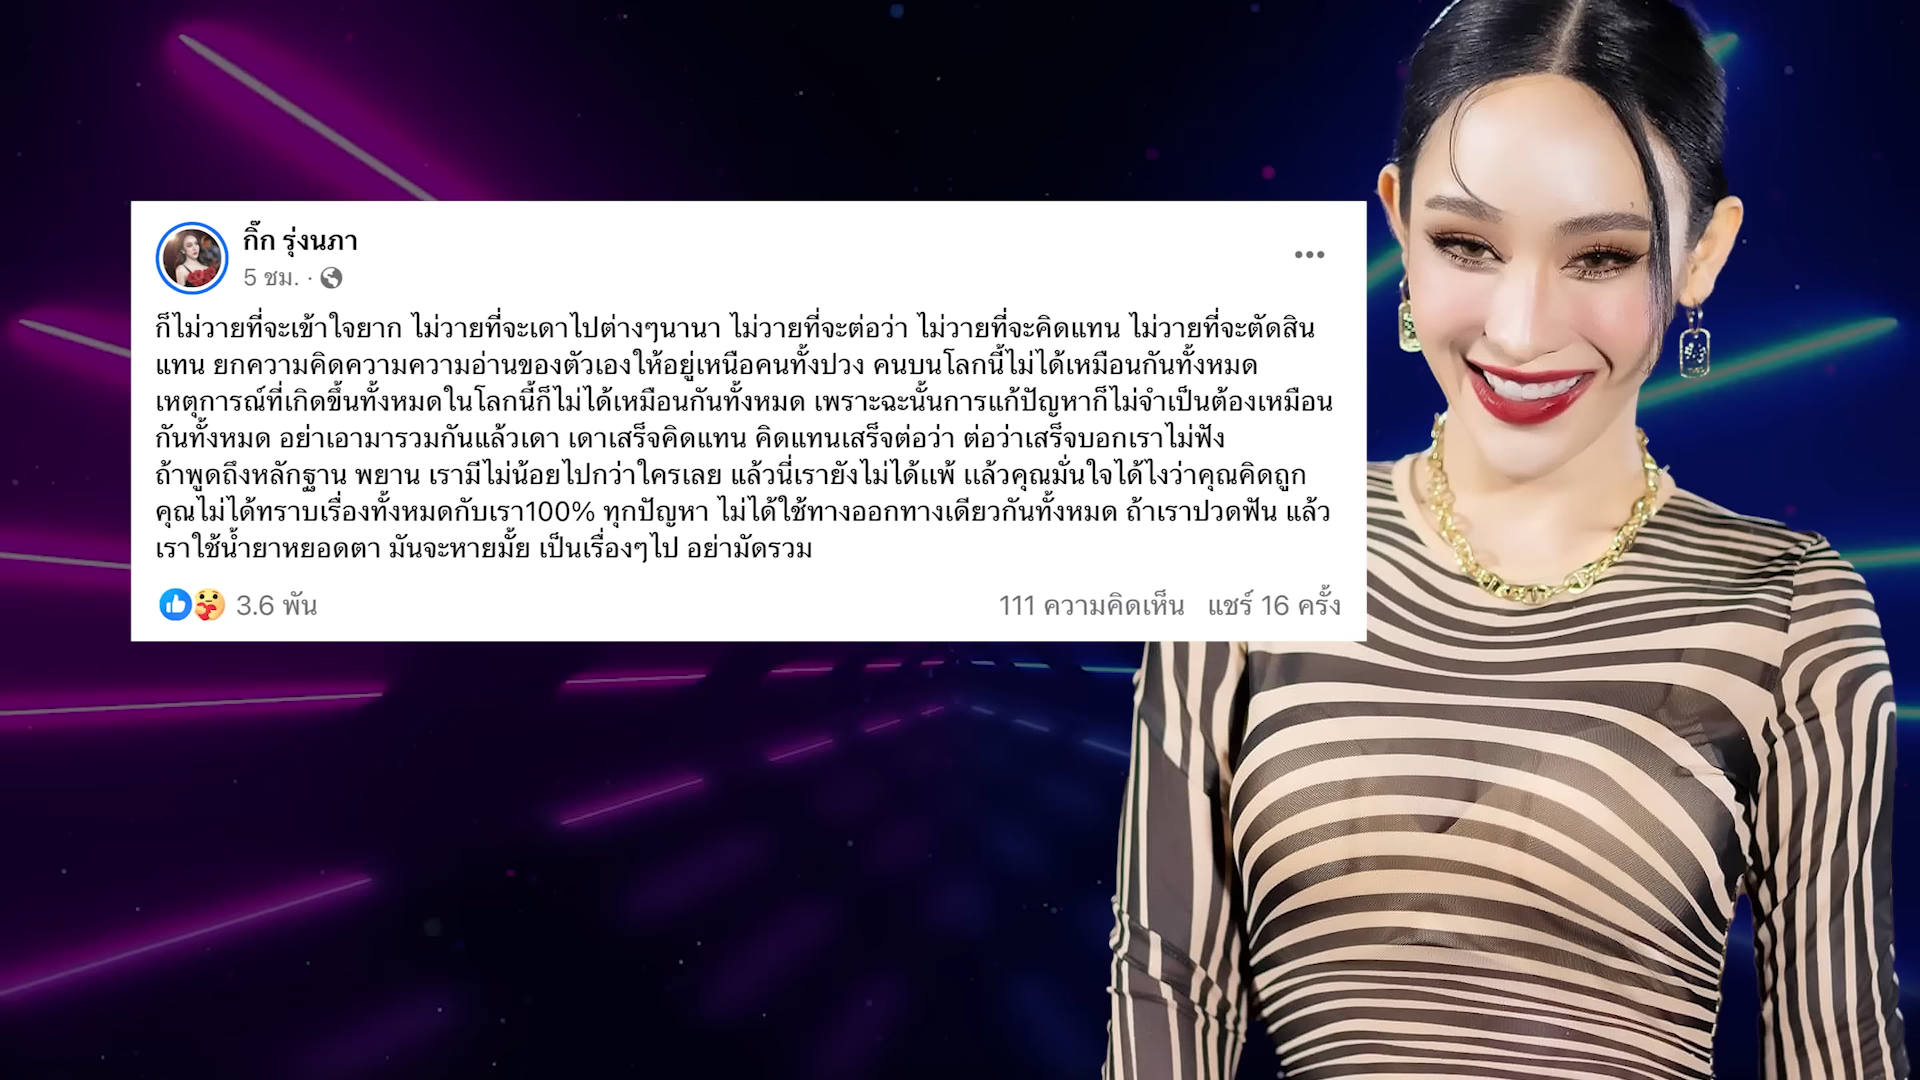 กิ๊ก รุ่งนภา
5 ชม. ·
ก็ไม่วายที่จะเข้าใจยาก ไม่วายที่จะเดาไปต่างๆนานา ไม่วายที่จะต่อว่า ไม่วายที่จะคิดแทน ไม่วายที่จะตัดสิน
แทน ยกความคิดความความอ่านของตัวเองให้อยู่เหนือคนทั้งปวง คนบนโลกนี้ไม่ได้เหมือนกันทั้งหมด
เหตุการณ์ที่เกิดขึ้นทั้งหมดในโลกนี้ก็ไม่ได้เหมือนกันทั้งหมด เพราะฉะนั้นการแก้ปัญหาก็ไม่จำเป็นต้องเหมือน
กันทั้งหมด อย่าเอามารวมกันแล้วเดา เดาเสร็จคิดแทน คิดแทนเสร็จต่อว่า ต่อว่าเสร็จบอกเราไม่ฟัง
ถ้าพูดถึงหลักฐาน พยาน เรามีไม่น้อยไปกว่าใครเลย แล้วนี่เรายังไม่ได้แพ้ แล้วคุณมั่นใจได้ไงว่าคุณคิดถูก
คุณไม่ได้ทราบเรื่องทั้งหมดกับเรา100% ทุกปัญหา ไม่ได้ใช้ทางออกทางเดียวกันทั้งหมด ถ้าเราปวดฟัน แล้ว
เราใช้น้ำยาหยอดตา มันจะหายมั้ย เป็นเรื่องๆไป อย่ามัดรวม
3.6 พัน
111 ความคิดเห็น แชร์ 16 ครั้ง